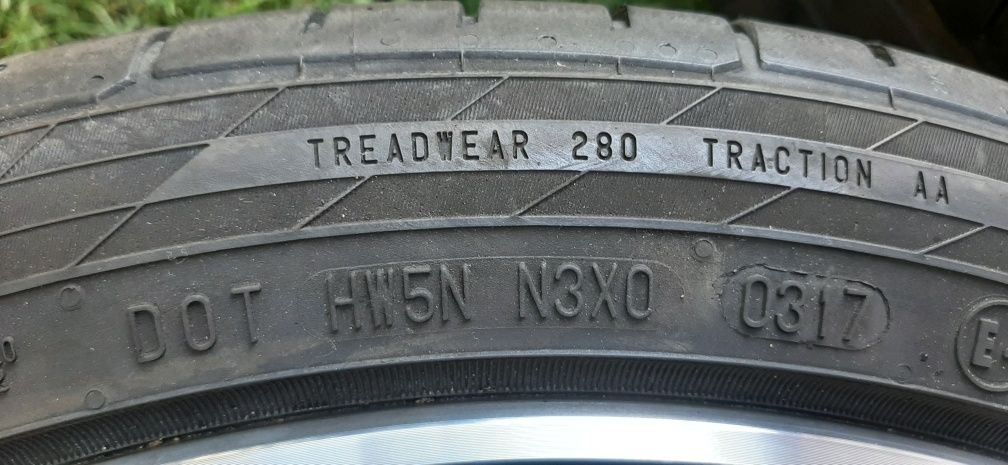 TREADWEAR 280 TRACTION AA
DOT HW5N N3X0 0317
E